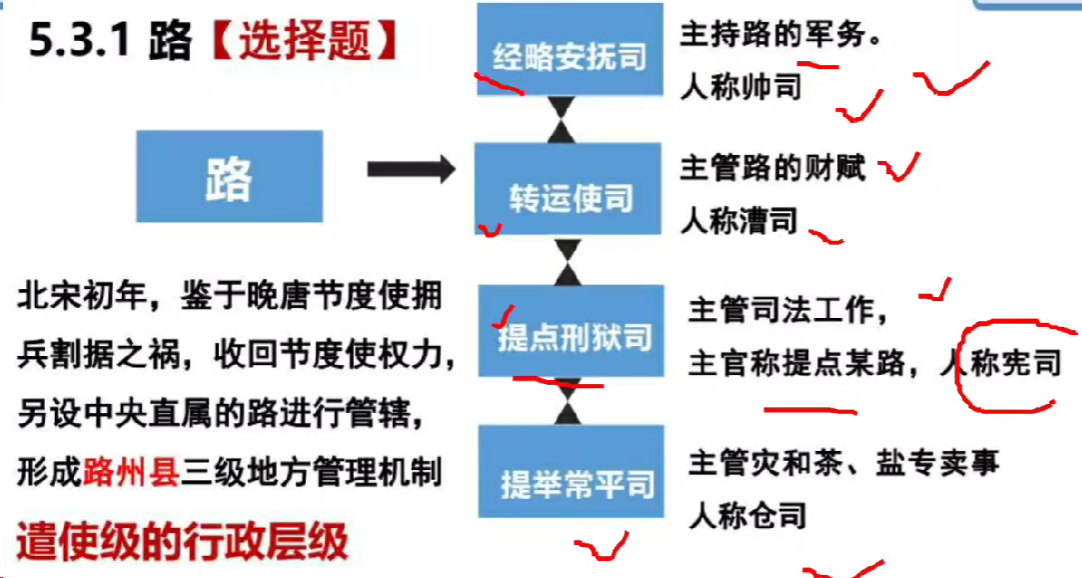 5.3.1 路【选择题】
路
北宋初年，鉴于晚唐节度使拥
兵割据之祸，收回节度使权力，
另设中央直属的路进行管辖，
形成路州县三级地方管理机制
遣使级的行政层级
经略安抚司
主持路的军务。
人称帅司
转运使司
主管路的财赋
人称漕司
提点刑狱司
主管司法工作，
主官称提点某路，人称宪司
提举常平司
主管灾和茶、盐专卖事
人称仓司